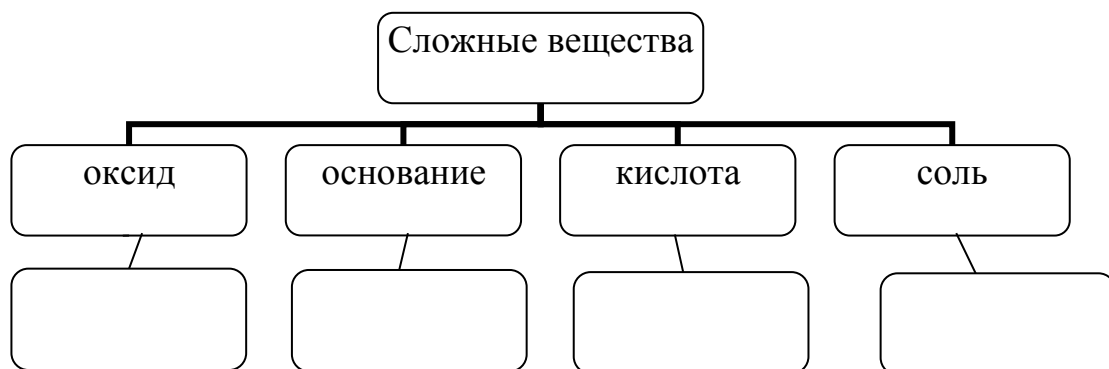 Сложные вещества
оксид
основание
кислота
соль